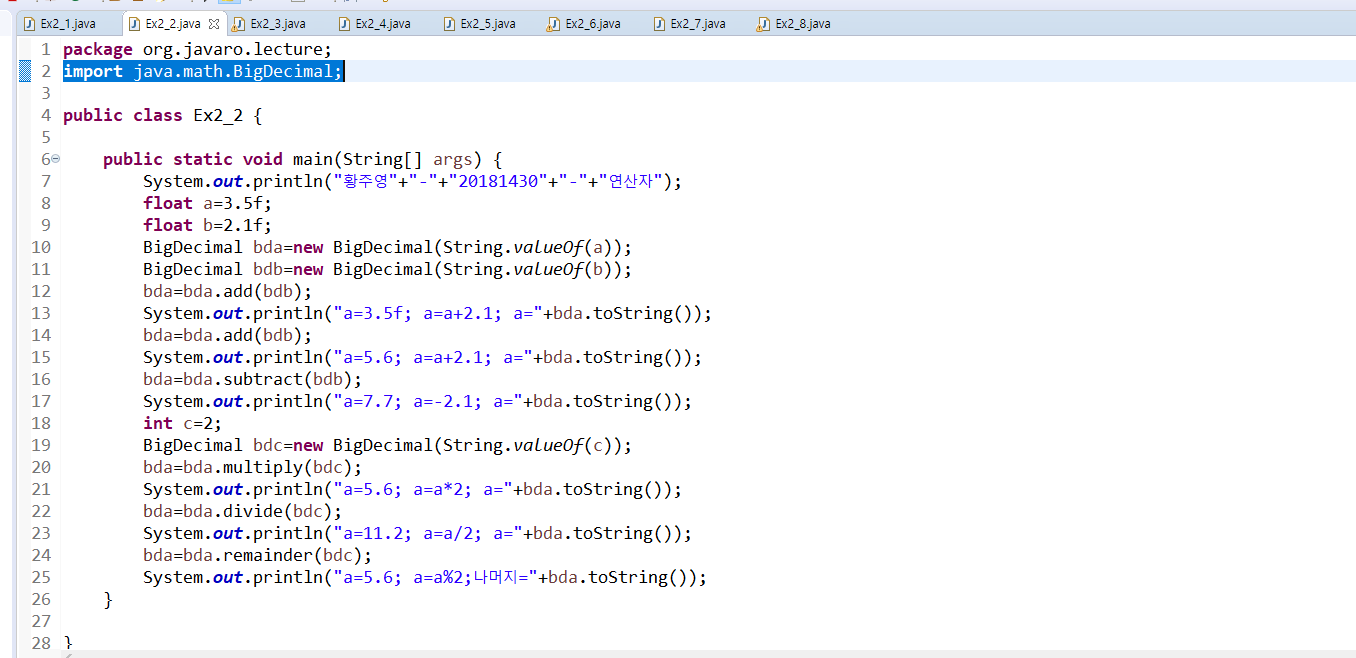 Ex2_1.java Ex2_2.java Ex2_3.java Ex2_4.java Ex2_5.java Ex2_6.java Ex2_7.java Ex2_8.java
1 package org.javaro.lecture;
2 import java.math.BigDecimal;
3
4 public class Ex2_2 {
5
6 public static void main(String[] args) {
7 System.out.println("황주영"+"-"+"20181430"+"-"+"연산자");
8 float a=3.5f;
9 float b=2.1f;
10 BigDecimal bda=new BigDecimal(String.valueOf(a));
11 BigDecimal bdb=new BigDecimal(String.valueOf(b));
12 bda=bda.add(bdb);
13 System.out.println("a=3.5f; a=a+2.1; a="+bda.toString());
14 bda=bda.add(bdb);
15 System.out.println("a=5.6; a=a+2.1; a="+bda.toString());
16 bda=bda.subtract(bdb);
17 System.out.println("a=7.7; a=-2.1; a="+bda.toString());
18 int c=2;
19 BigDecimal bdc=new BigDecimal(String.valueOf(c));
20 bda=bda.multiply(bdc);
21 System.out.println("a=5.6; a=a*2; a="+bda.toString());
22 bda=bda.divide(bdc);
23 System.out.println("a=11.2; a=a/2; a="+bda.toString());
24 bda=bda.remainder(bdc);
25 System.out.println("a=5.6; a=a%2;나머지="+bda.toString());
26 }
27
28 }